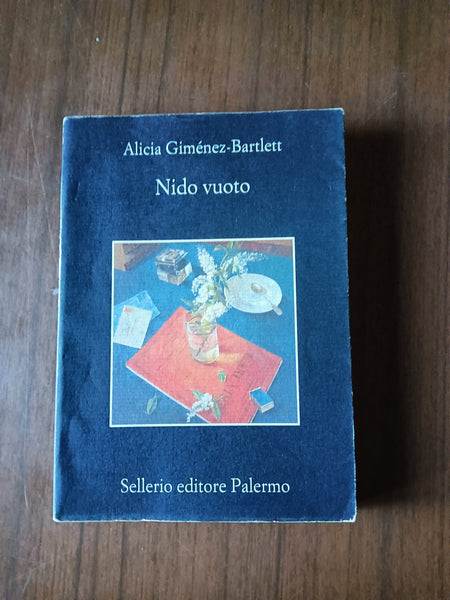 Alicia Giménez-Bartlett
Nido vuoto
Sellerio editore Palermo